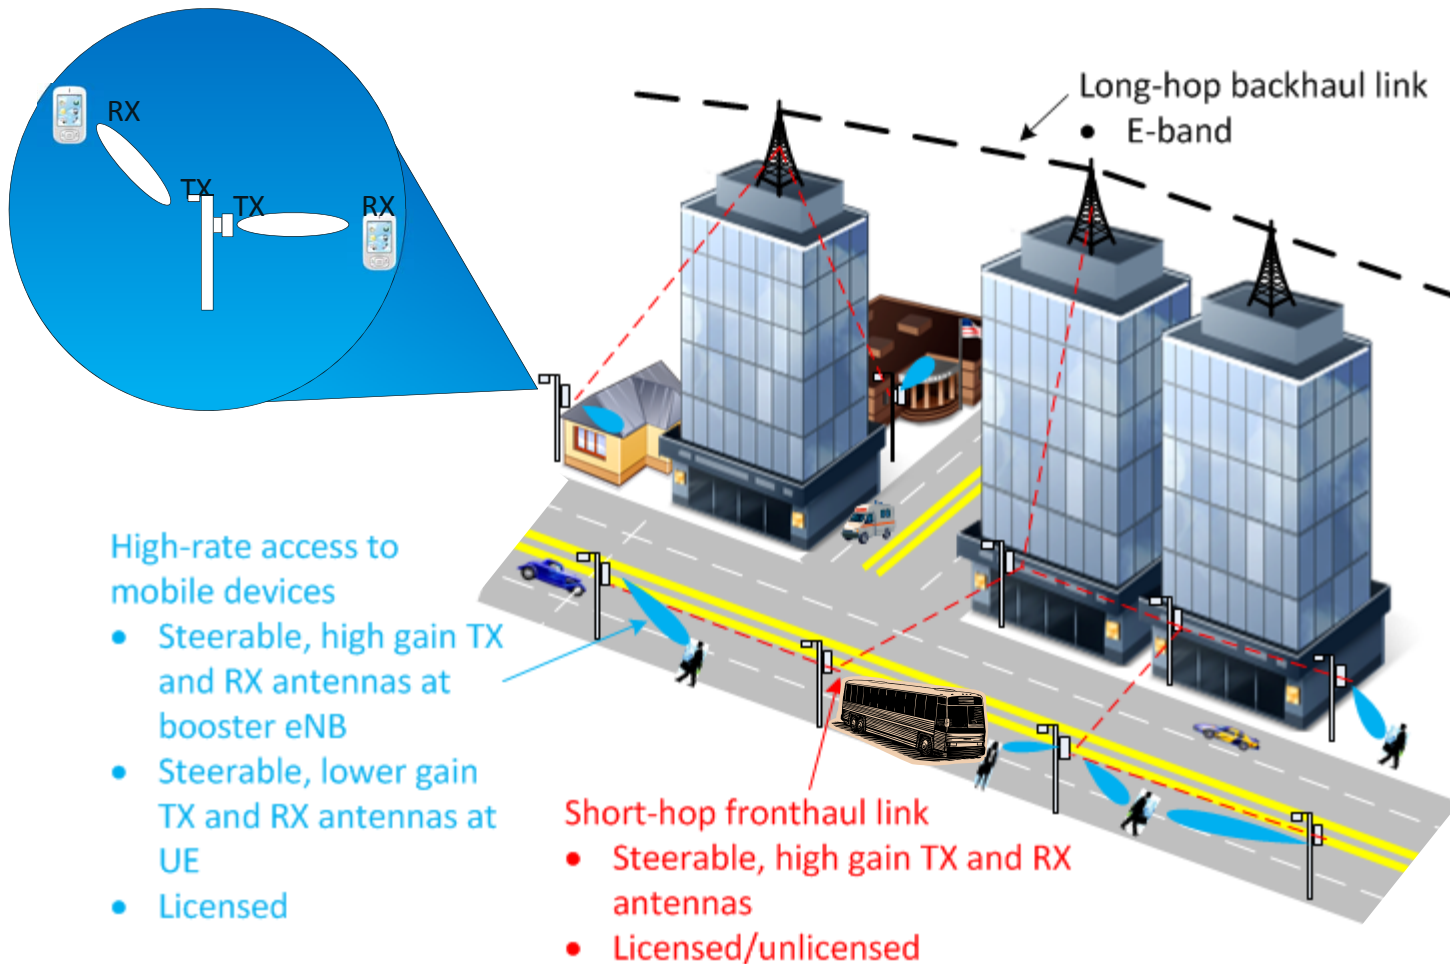 RX
TX
TX
RX
Long-hop backhaul link
• E-band
High-rate access to
mobile devices
• Steerable, high gain TX
and RX antennas at
booster eNB
• Steerable, lower gain
TX and RX antennas at
UE
• Licensed
Short-hop fronthaul link
• Steerable, high gain TX and RX
antennas
• Licensed/unlicensed